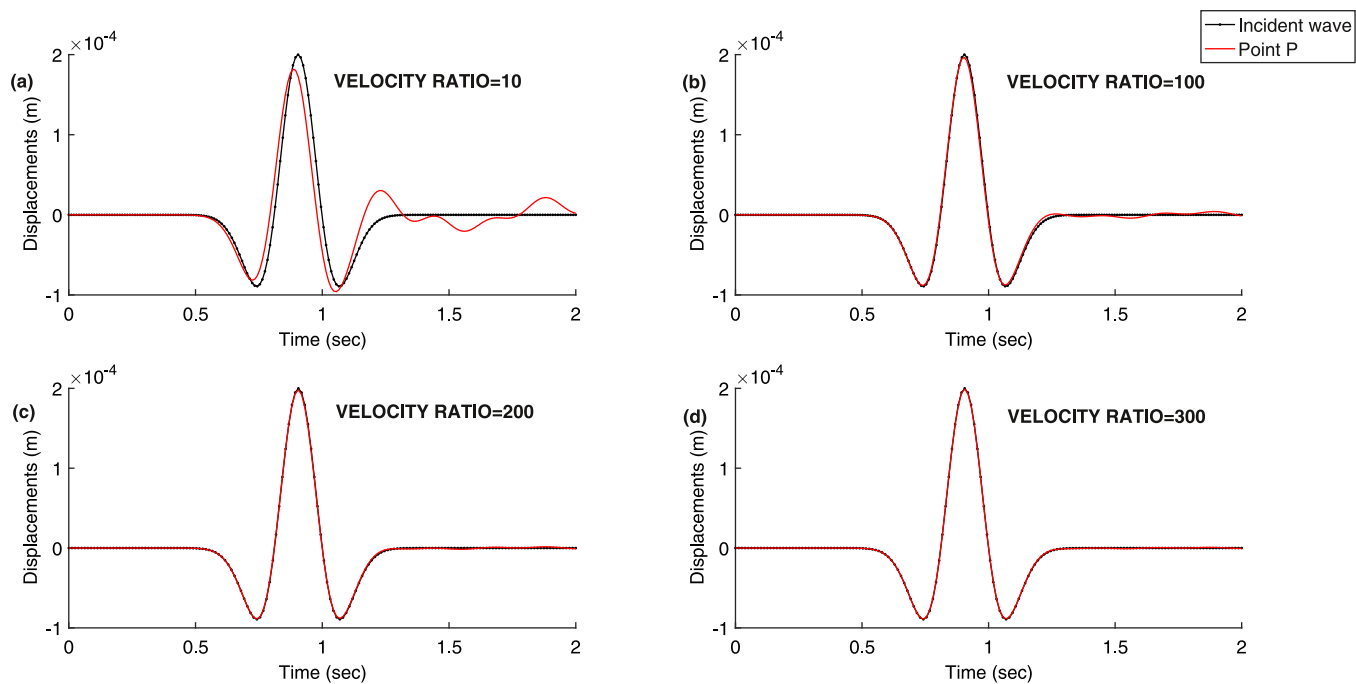 Incident wave
Point P
×10⁻⁴
(a)
VELOCITY RATIO=10
Displacements (m)
2
1
0
-1
0 0.5 1 1.5 2
Time (sec)
×10⁻⁴
(b)
VELOCITY RATIO=100
Displacements (m)
2
1
0
-1
0 0.5 1 1.5 2
Time (sec)
×10⁻⁴
(c)
VELOCITY RATIO=200
Displacements (m)
2
1
0
-1
0 0.5 1 1.5 2
Time (sec)
×10⁻⁴
(d)
VELOCITY RATIO=300
Displacements (m)
2
1
0
-1
0 0.5 1 1.5 2
Time (sec)